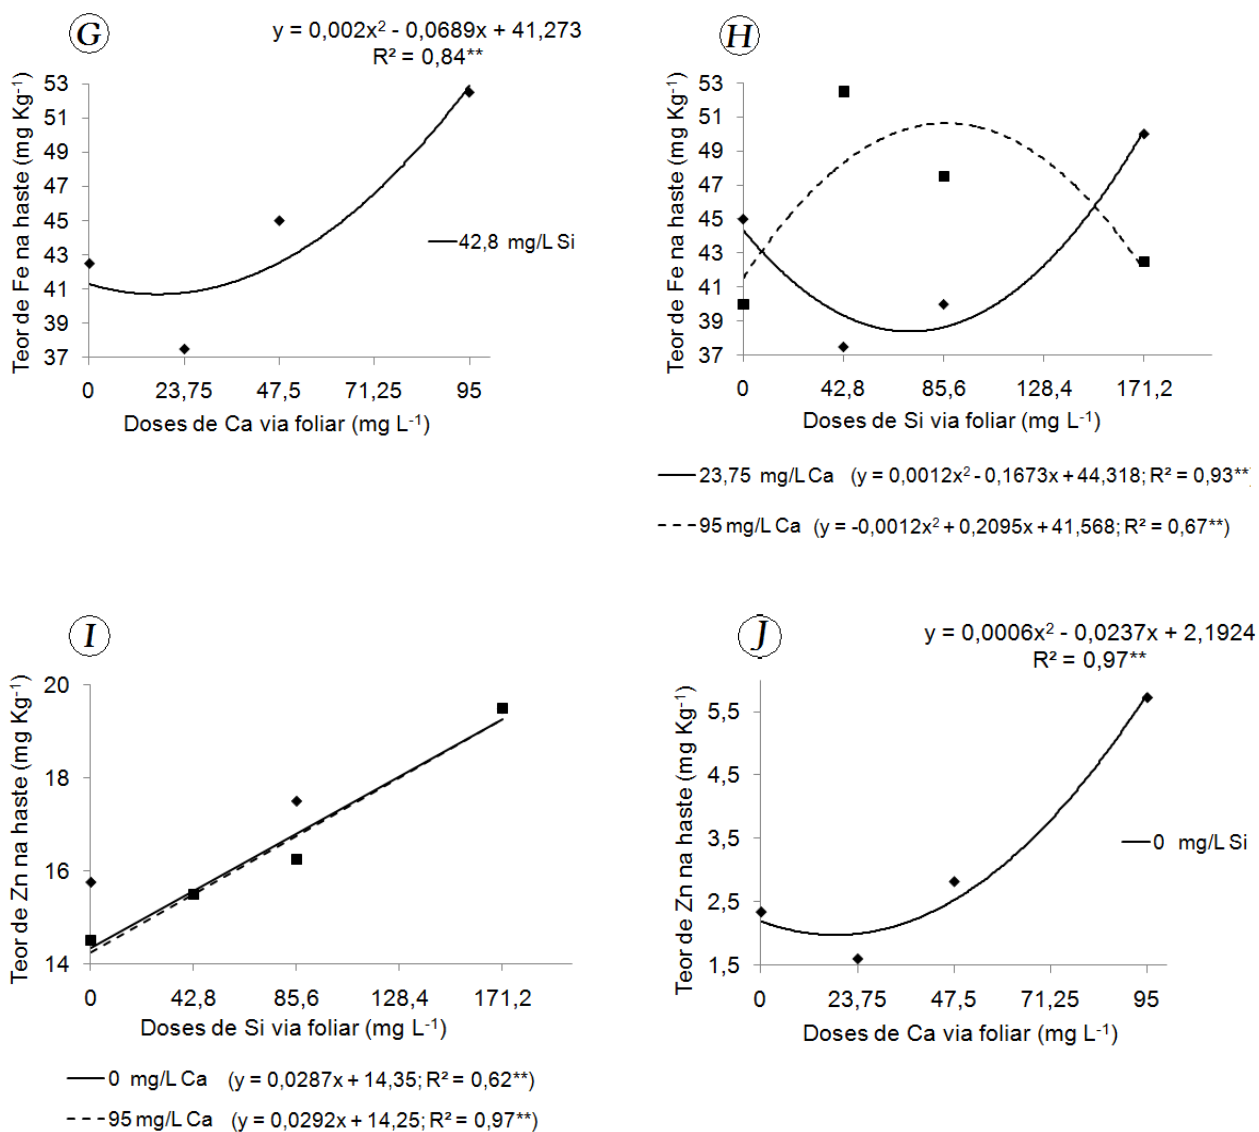 G
y = 0,002x² - 0,0689x + 41,273
R² = 0,84**
Teor de Fe na haste (mg Kg⁻¹)
53
51
49
47
45
43
41
39
37
42,8 mg/L Si
0 23,75 47,5 71,25 95
Doses de Ca via foliar (mg L⁻¹)
H
Teor de Fe na haste (mg Kg⁻¹)
53
51
49
47
45
43
41
39
37
0 42,8 85,6 128,4 171,2
Doses de Si via foliar (mg L⁻¹)
23,75 mg/L Ca (y = 0,0012x² - 0,1673x + 44,318; R² = 0,93**)
95 mg/L Ca (y = -0,0012x² + 0,2095x + 41,568; R² = 0,67**)
I
Teor de Zn na haste (mg Kg⁻¹)
20
18
16
14
0 42,8 85,6 128,4 171,2
Doses de Si via foliar (mg L⁻¹)
0 mg/L Ca (y = 0,0287x + 14,35; R² = 0,62**)
95 mg/L Ca (y = 0,0292x + 14,25; R² = 0,97**)
J
y = 0,0006x² - 0,0237x + 2,1924
R² = 0,97**
Teor de Zn na haste (mg Kg⁻¹)
5,5
4,5
3,5
2,5
1,5
0 mg/L Si
0 23,75 47,5 71,25 95
Doses de Ca via foliar (mg L⁻¹)